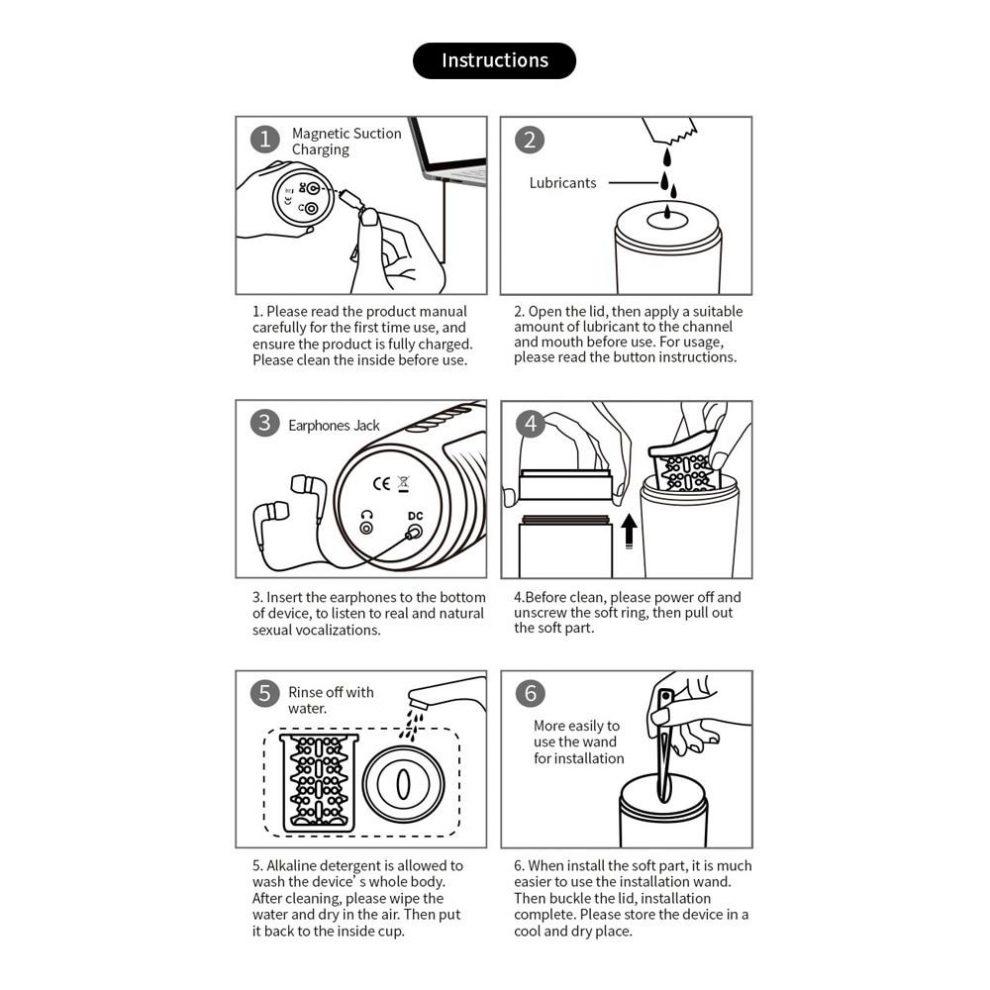 Instructions
1
Magnetic Suction
Charging
DC
CE
2
Lubricants
1. Please read the product manual
carefully for the first time use, and
ensure the product is fully charged.
Please clean the inside before use.
2. Open the lid, then apply a suitable
amount of lubricant to the channel
and mouth before use. For usage,
please read the button instructions.
3
Earphones Jack
CE
DC
4
3. Insert the earphones to the bottom
of device, to listen to real and natural
sexual vocalizations.
4.Before clean, please power off and
unscrew the soft ring, then pull out
the soft part.
5
Rinse off with
water.
6
More easily to
use the wand
for installation
5. Alkaline detergent is allowed to
wash the device's whole body.
After cleaning, please wipe the
water and dry in the air. Then put
it back to the inside cup.
6. When install the soft part, it is much
easier to use the installation wand.
Then buckle the lid, installation
complete. Please store the device in a
cool and dry place.